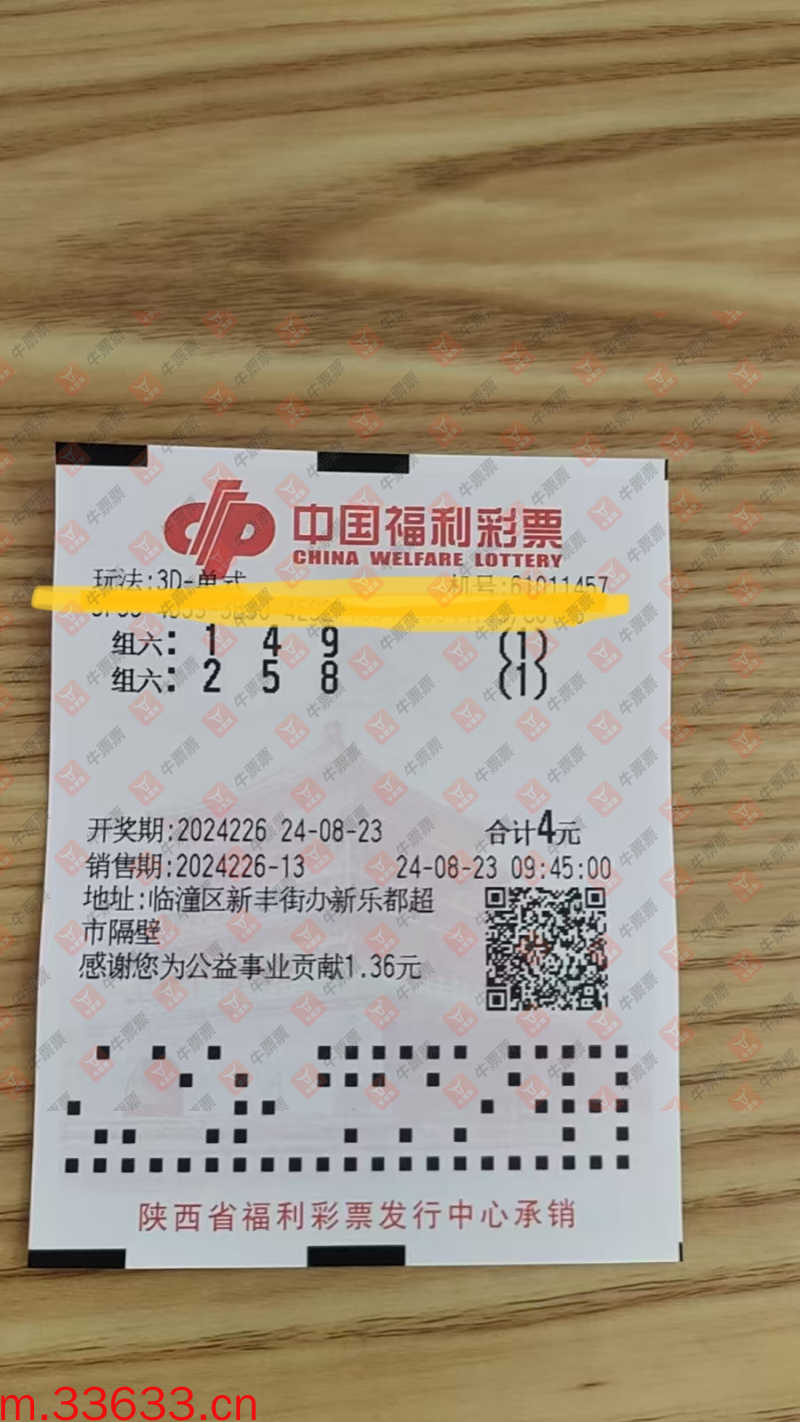 中国福利彩票
CHINA WELFARE LOTTERY
玩法:3D-单式 机号:61011457
组六: 1 4 9 (1)
组六: 2 5 8 (1)
开奖期:2024226 24-08-23 合计4元
销售期:2024226-13 24-08-23 09:45:00
地址:临潼区新丰街办新乐都超
市隔壁
感谢您为公益事业贡献1.36元
陕西省福利彩票发行中心承销
牛票票
m.33633.cn